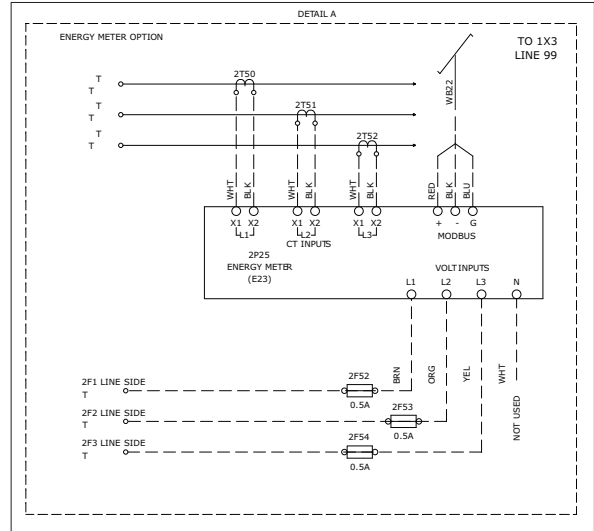 DETAIL A
ENERGY METER OPTION
TO 1X3
LINE 99
T
T
T
T
T
T
2T50
2T51
2T52
WB22
WHT
BLK
WHT
BLK
WHT
BLK
RED
BLK
BLU
X1 X2
X1 X2
X1 X2
+ - G
L1
L2
L3
CT INPUTS
MODBUS
2P25
ENERGY METER
(E23)
VOLT INPUTS
L1 L2 L3 N
BRN
ORG
YEL
WHT
NOT USED
2F1 LINE SIDE
T
2F52
0.5A
2F2 LINE SIDE
T
2F53
0.5A
2F3 LINE SIDE
T
2F54
0.5A